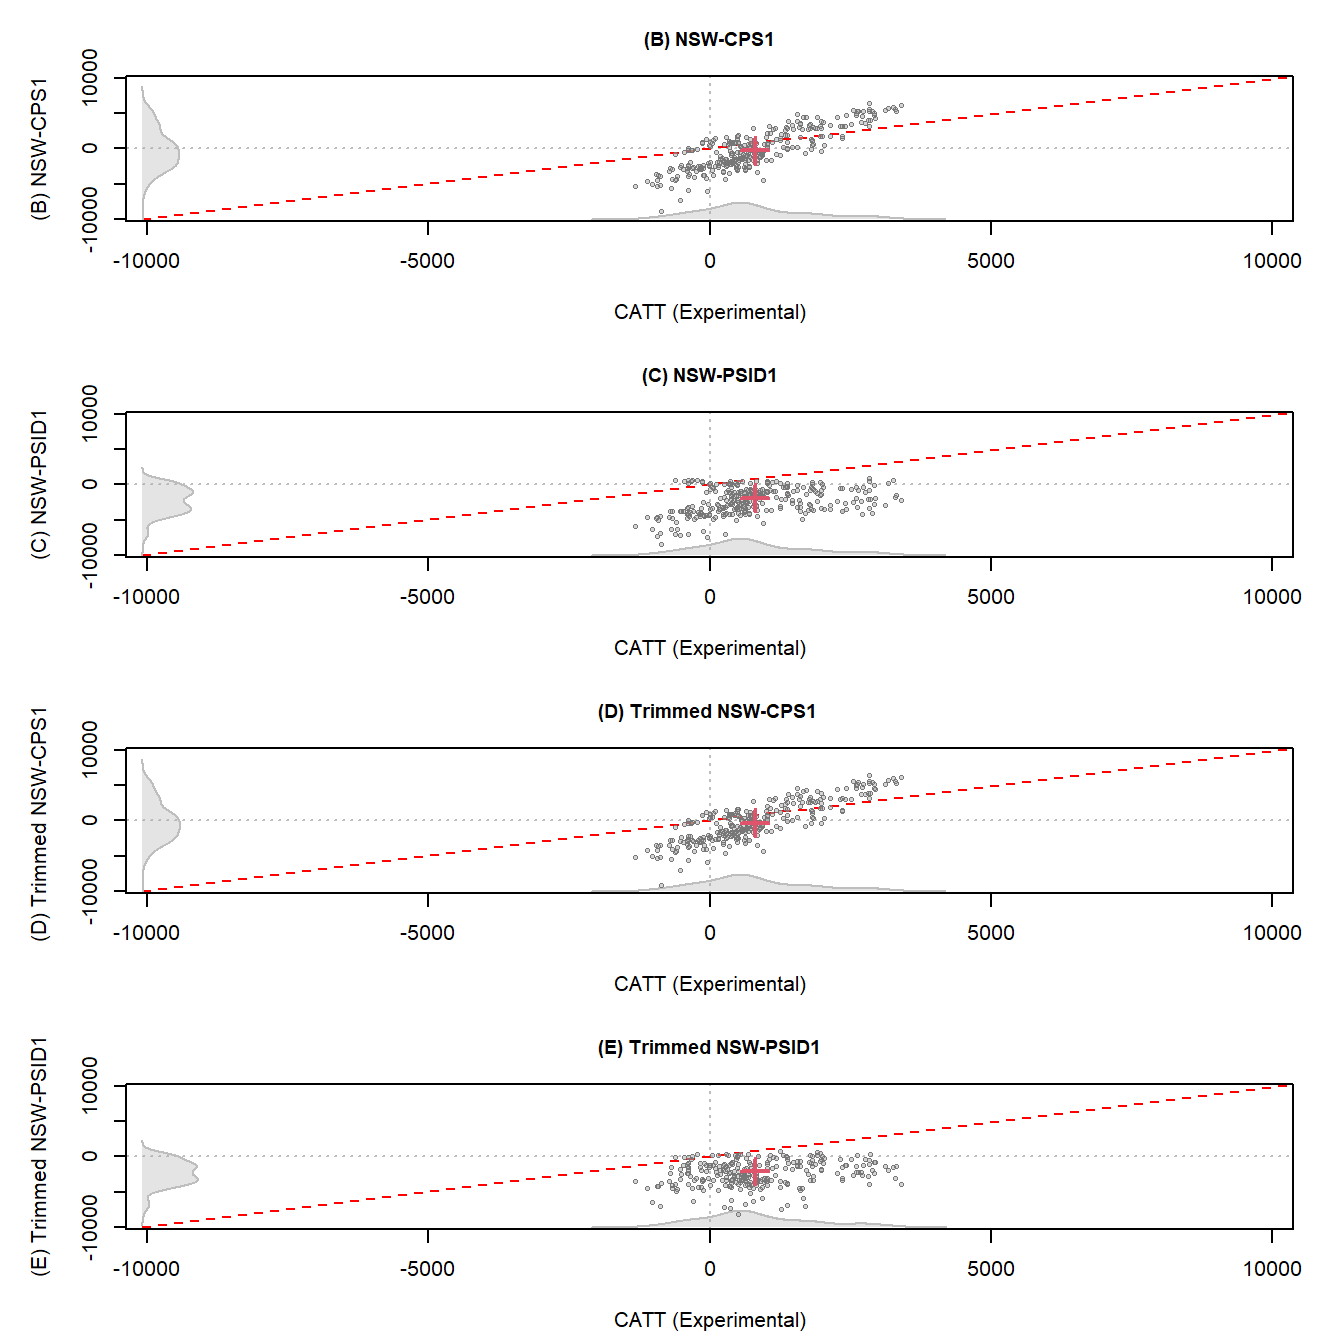 (B) NSW-CPS1
(B) NSW-CPS1
10000
0
-10000
-10000 -5000 0 5000 10000
CATT (Experimental)
(C) NSW-PSID1
(C) NSW-PSID1
10000
0
-10000
-10000 -5000 0 5000 10000
CATT (Experimental)
(D) Trimmed NSW-CPS1
(D) Trimmed NSW-CPS1
10000
0
-10000
-10000 -5000 0 5000 10000
CATT (Experimental)
(E) Trimmed NSW-PSID1
(E) Trimmed NSW-PSID1
10000
0
-10000
-10000 -5000 0 5000 10000
CATT (Experimental)